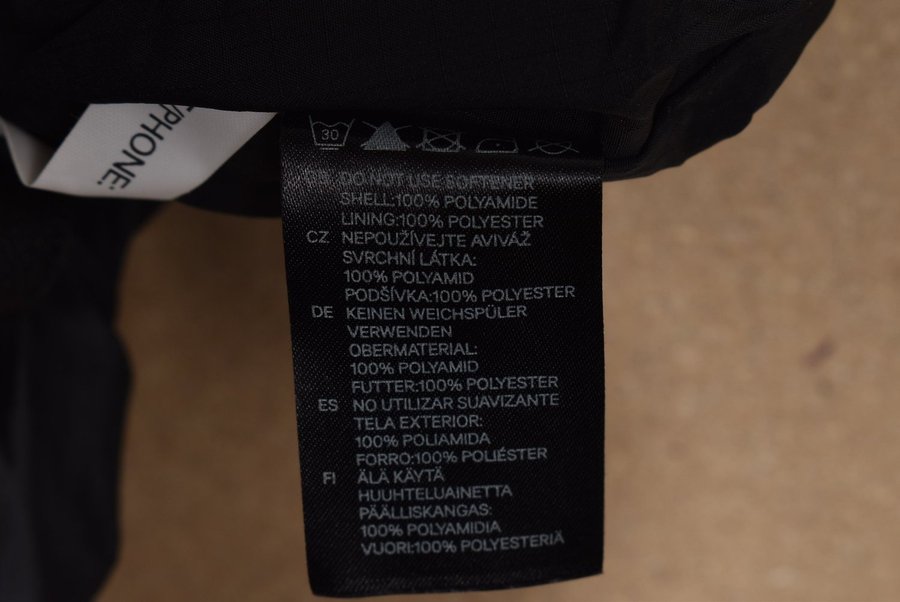 PHONE:
30
GB DO NOT USE SOFTENER
SHELL:100% POLYAMIDE
LINING:100% POLYESTER
CZ NEPOUŽÍVEJTE AVIVÁŽ
SVRCHNÍ LÁTKA:
100% POLYAMID
PODŠÍVKA:100% POLYESTER
DE KEINEN WEICHSPÜLER
VERWENDEN
OBERMATERIAL:
100% POLYAMID
FUTTER:100% POLYESTER
ES NO UTILIZAR SUAVIZANTE
TELA EXTERIOR:
100% POLIAMIDA
FORRO:100% POLIÉSTER
FI ÄLÄ KÄYTÄ
HUUHTELUAINETTA
PÄÄLLISKANGAS:
100% POLYAMIDIA
VUORI:100% POLYESTERIÄ